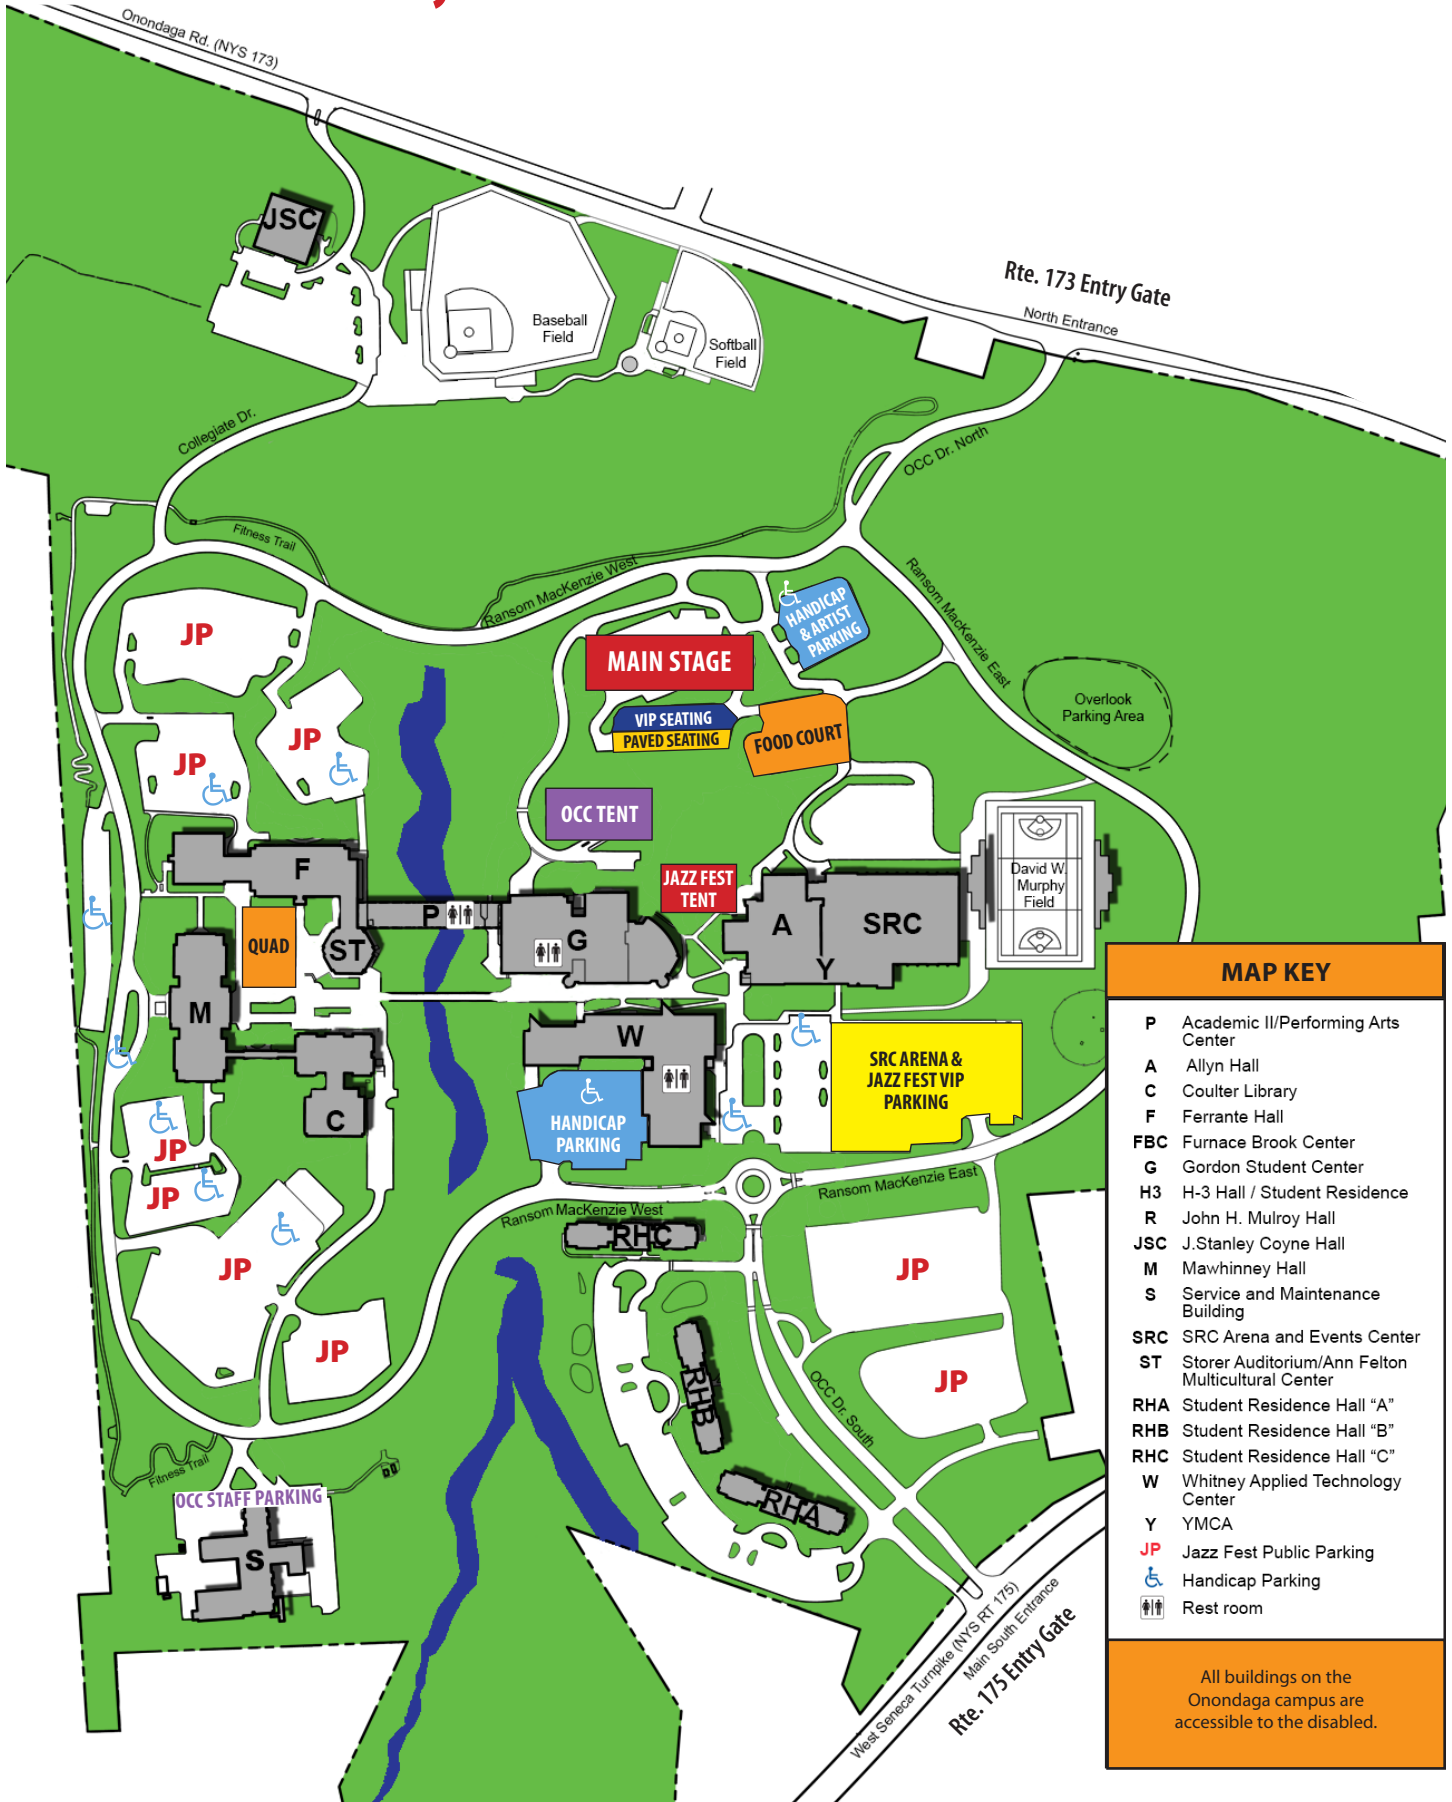 Onondaga Rd. (NYS 173)
JSC
Rte. 173 Entry Gate
North Entrance
Baseball
Field
Softball
Field
Collegiate Dr.
OCC Dr. North
Fitness Trail
Ransom MacKenzie West
Ransom MacKenzie East
HANDICAP
& ARTIST
PARKING
JP
MAIN STAGE
Overlook
Parking Area
VIP SEATING
PAVED SEATING
FOOD COURT
JP
JP
OCC TENT
F
JAZZ FEST
TENT
David W.
Murphy
Field
P
G
A
SRC
Y
QUAD
ST
M
W
C
SRC ARENA &
JAZZ FEST VIP
PARKING
HANDICAP
PARKING
JP
JP
Ransom MacKenzie East
Ransom MacKenzie West
RHC
JP
JP
JP
JP
RHB
OCC Dr. South
RHA
Fitness Trail
OCC STAFF PARKING
S
West Seneca Turnpike (NYS RT 175)
Main South Entrance
Rte. 175 Entry Gate
MAP KEY
P Academic II/Performing Arts
Center
A Allyn Hall
C Coulter Library
F Ferrante Hall
FBC Furnace Brook Center
G Gordon Student Center
H3 H-3 Hall / Student Residence
R John H. Mulroy Hall
JSC J.Stanley Coyne Hall
M Mawhinney Hall
S Service and Maintenance
Building
SRC SRC Arena and Events Center
ST Storer Auditorium/Ann Felton
Multicultural Center
RHA Student Residence Hall “A”
RHB Student Residence Hall “B”
RHC Student Residence Hall “C”
W Whitney Applied Technology
Center
Y YMCA
JP Jazz Fest Public Parking
Handicap Parking
Rest room
All buildings on the
Onondaga campus are
accessible to the disabled.